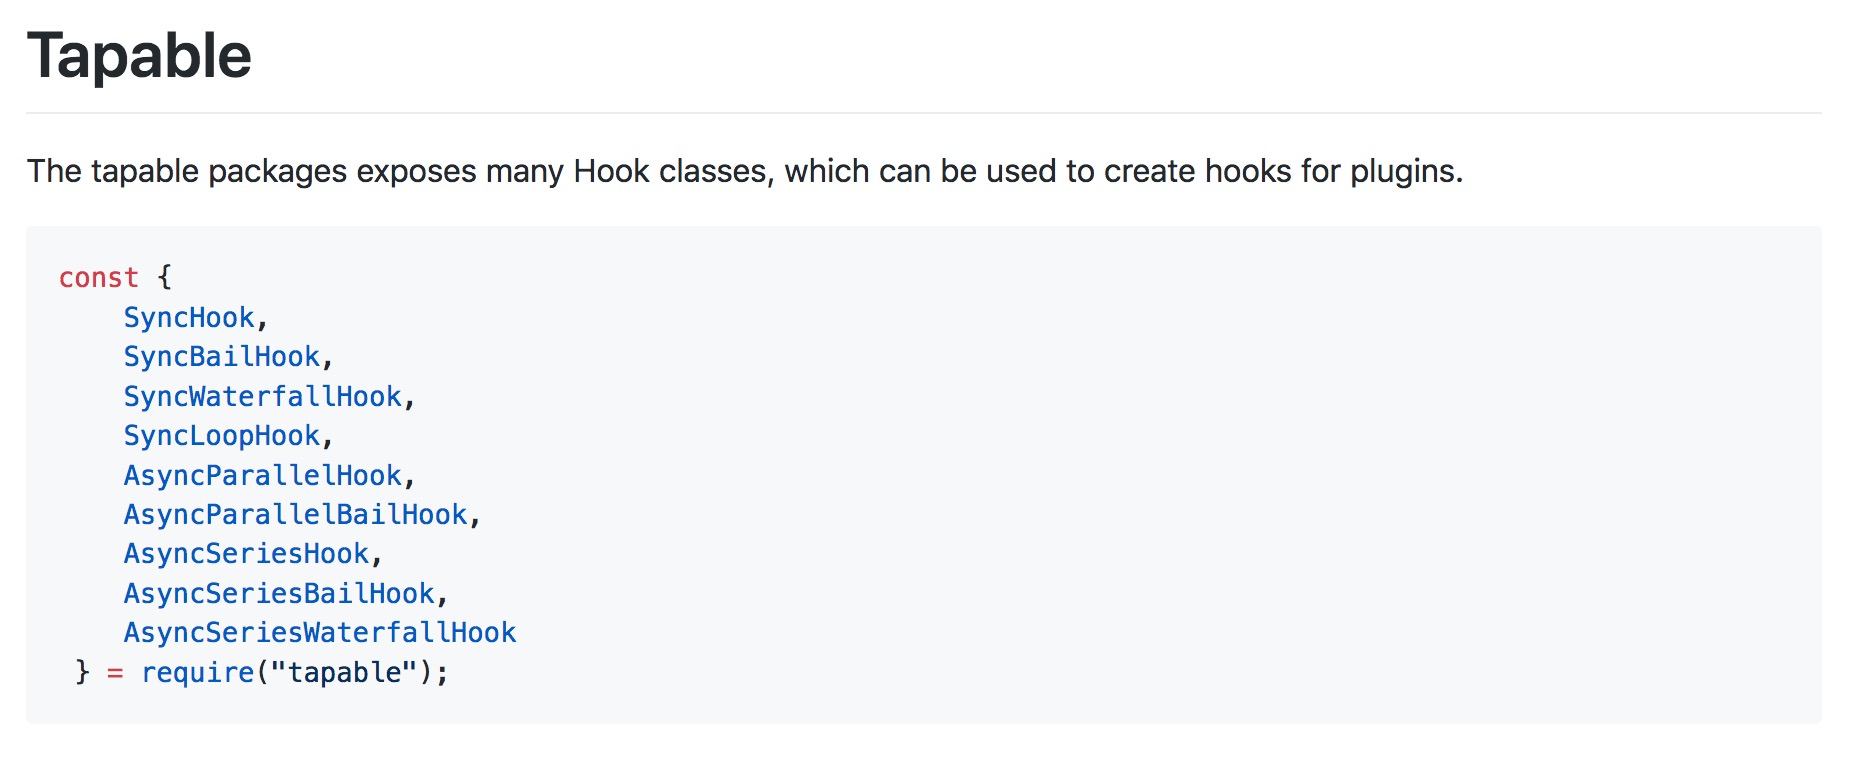 Tapable
The tapable packages exposes many Hook classes, which can be used to create hooks for plugins.
const {
    SyncHook,
    SyncBailHook,
    SyncWaterfallHook,
    SyncLoopHook,
    AsyncParallelHook,
    AsyncParallelBailHook,
    AsyncSeriesHook,
    AsyncSeriesBailHook,
    AsyncSeriesWaterfallHook
 } = require("tapable");